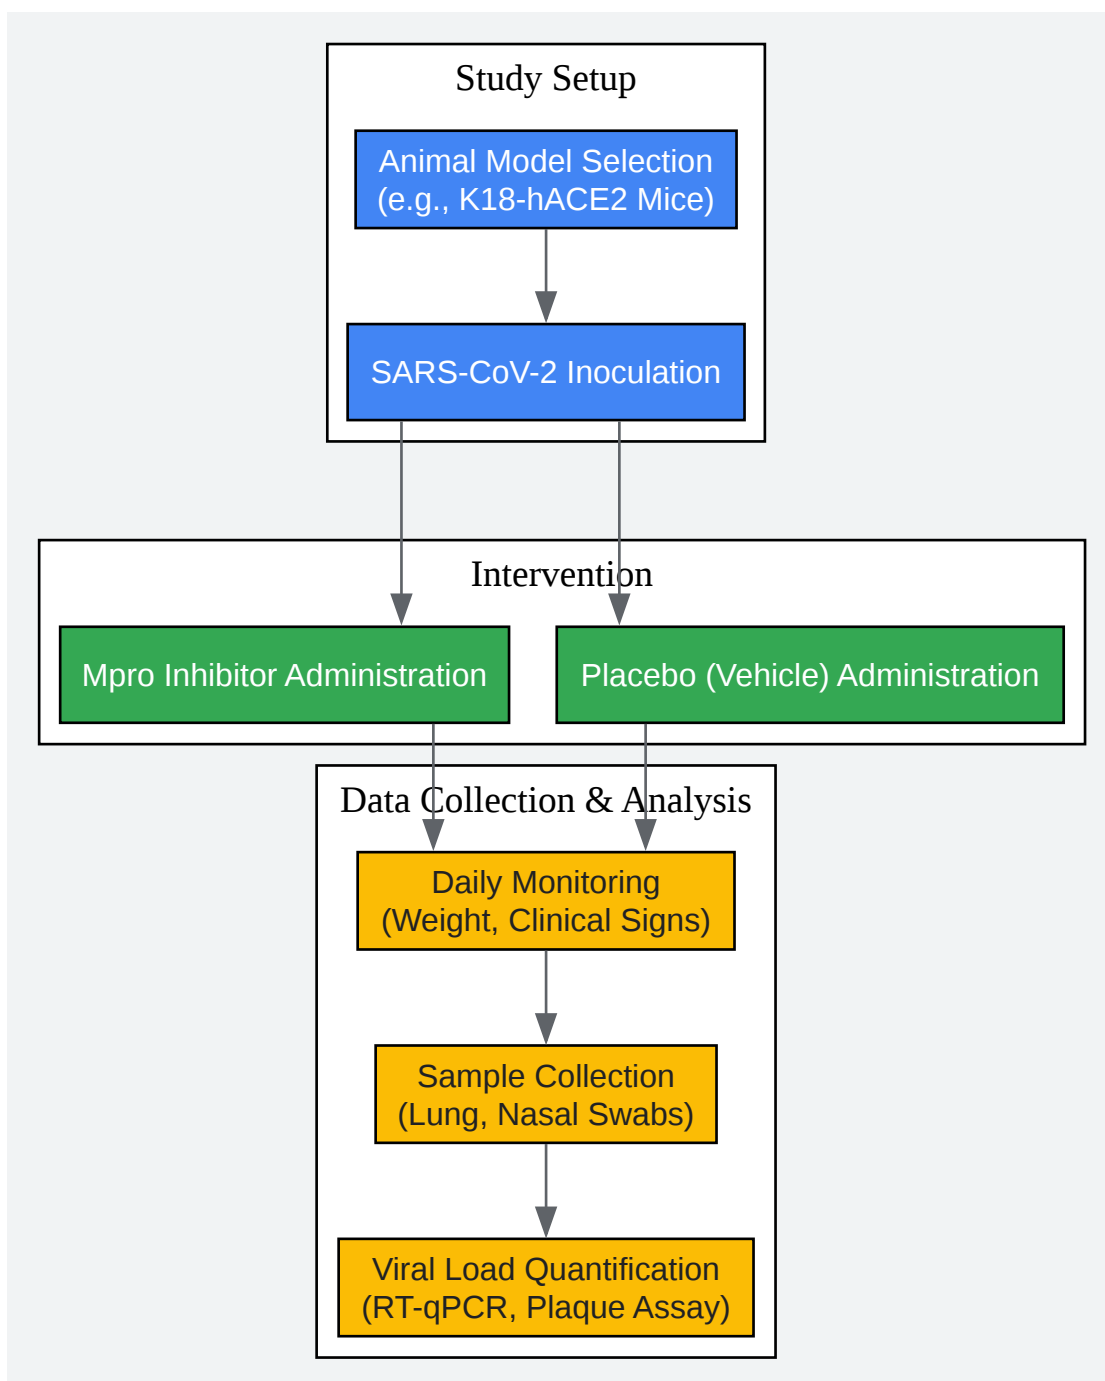 Study Setup
Animal Model Selection
(e.g., K18-hACE2 Mice)
SARS-CoV-2 Inoculation
Intervention
Mpro Inhibitor Administration
Placebo (Vehicle) Administration
Data Collection & Analysis
Daily Monitoring
(Weight, Clinical Signs)
Sample Collection
(Lung, Nasal Swabs)
Viral Load Quantification
(RT-qPCR, Plaque Assay)